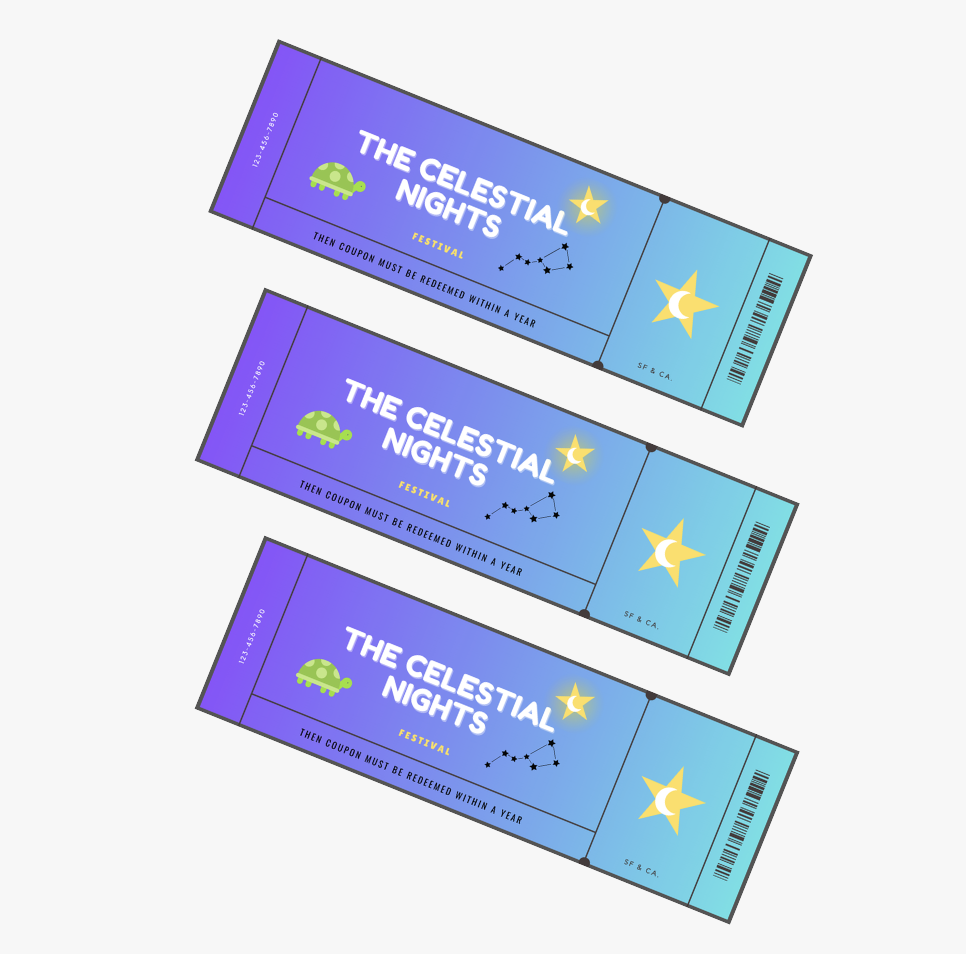 123-456-7890
THE CELESTIAL
NIGHTS
FESTIVAL
THEN COUPON MUST BE REDEEMED WITHIN A YEAR
SF & CA.
123-456-7890
THE CELESTIAL
NIGHTS
FESTIVAL
THEN COUPON MUST BE REDEEMED WITHIN A YEAR
SF & CA.
123-456-7890
THE CELESTIAL
NIGHTS
FESTIVAL
THEN COUPON MUST BE REDEEMED WITHIN A YEAR
SF & CA.